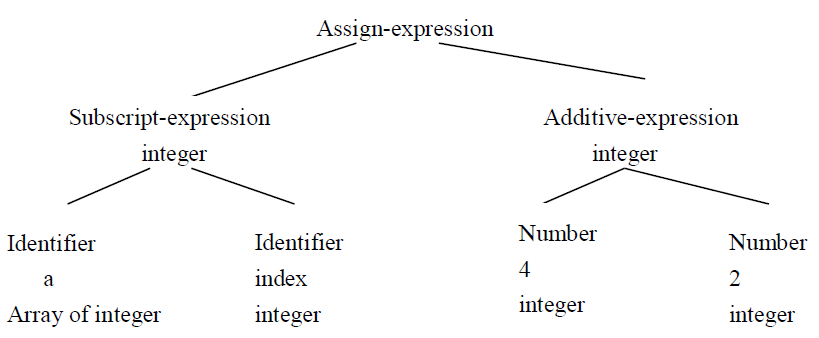 Assign-expression
Subscript-expression
integer
Additive-expression
integer
Identifier
a
Array of integer
Identifier
index
integer
Number
4
integer
Number
2
integer